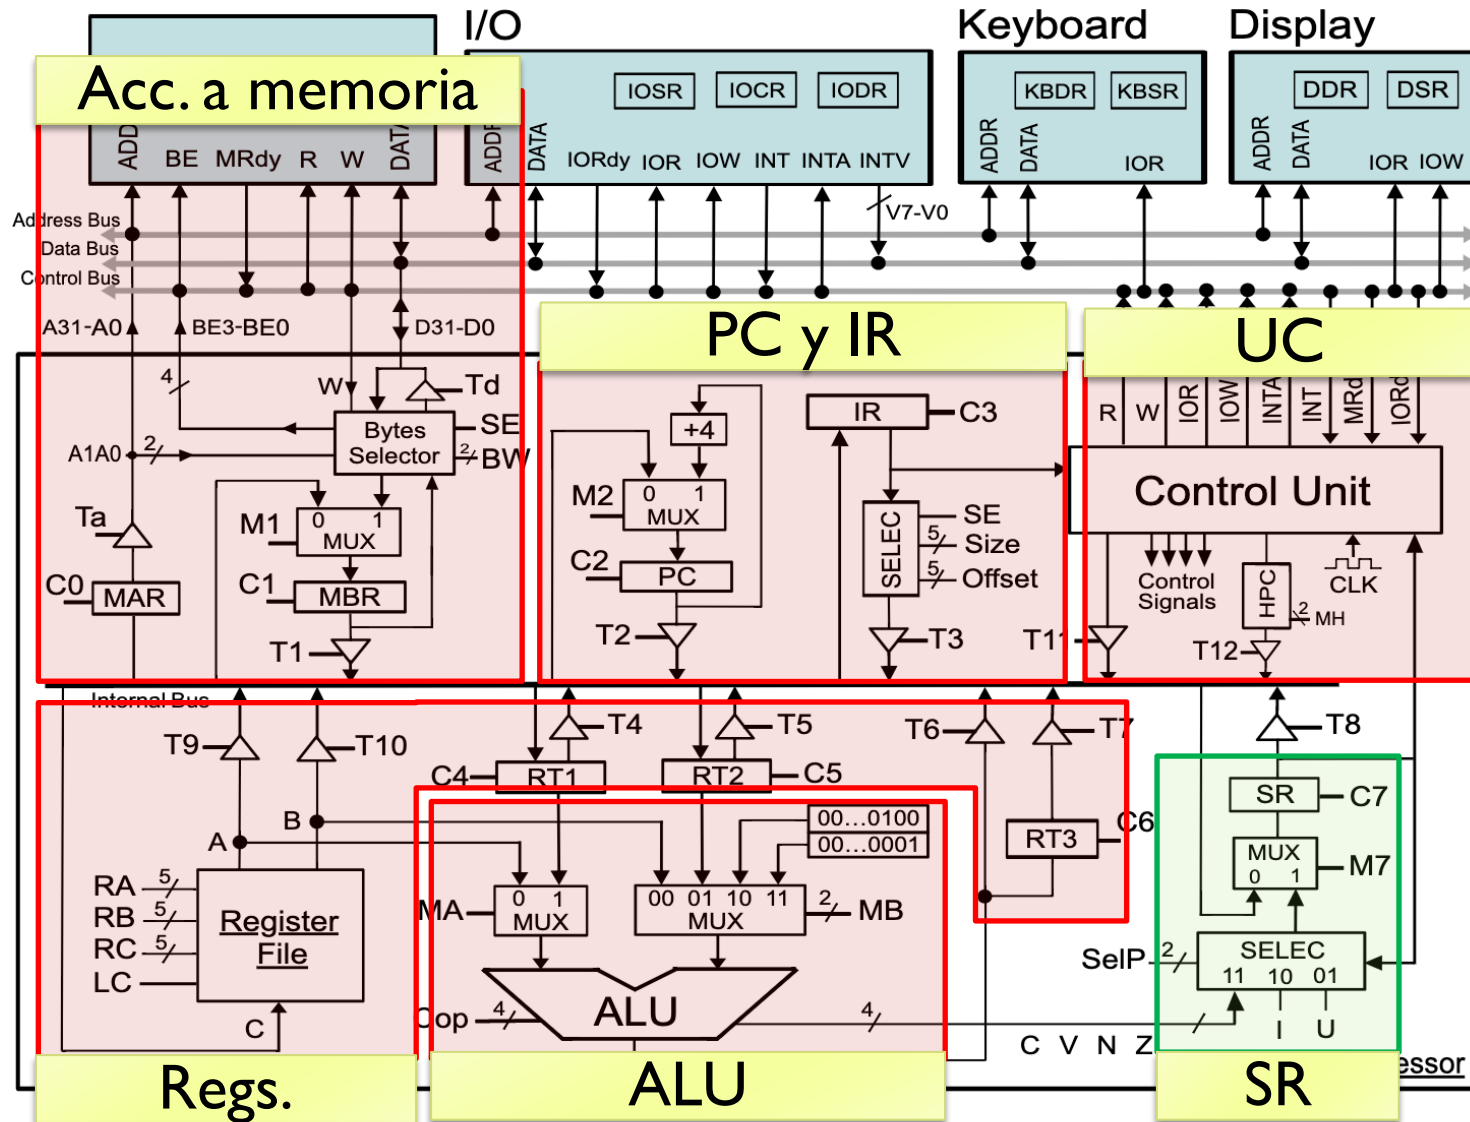 I/O
Keyboard
Display
Acc. a memoria
IOSR IOCR IODR
KBDR KBSR
DDR DSR
BE MRdy R W DATA
ADDR DATA IORdy IOR IOW INT INTA INTV
ADDR DATA IOR
ADDR DATA IOR IOW
V7-V0
Address Bus
Data Bus
Control Bus
A31-A0 BE3-BE0 D31-D0
PC y IR
UC
4
W
Td
SE
Bytes
Selector
2
BW
A1A0
2
Ta
M1
0 1
MUX
C0
MAR
C1
MBR
T1
+4
M2
0 1
MUX
C2
PC
T2
IR
C3
SELEC
SE
5
Size
5
Offset
T3
R W IOR IOW INTA INT
Control Unit
Control
Signals
HPC
2
MH
CLK
T11
T12
Internal Bus
T9
T10
T4
T5
T6
T7
T8
C4
RT1
RT2
C5
RT3
C6
SR
C7
B
A
00...0100
00...0001
MUX
0 1
M7
RA
5
RB
5
RC
5
LC
Register
File
C
MA
0 1
MUX
00 01 10 11
MUX
2
MB
SelP
2
SELEC
11 10 01
I U
4
ALU
4
C V N Z
Regs.
ALU
SR